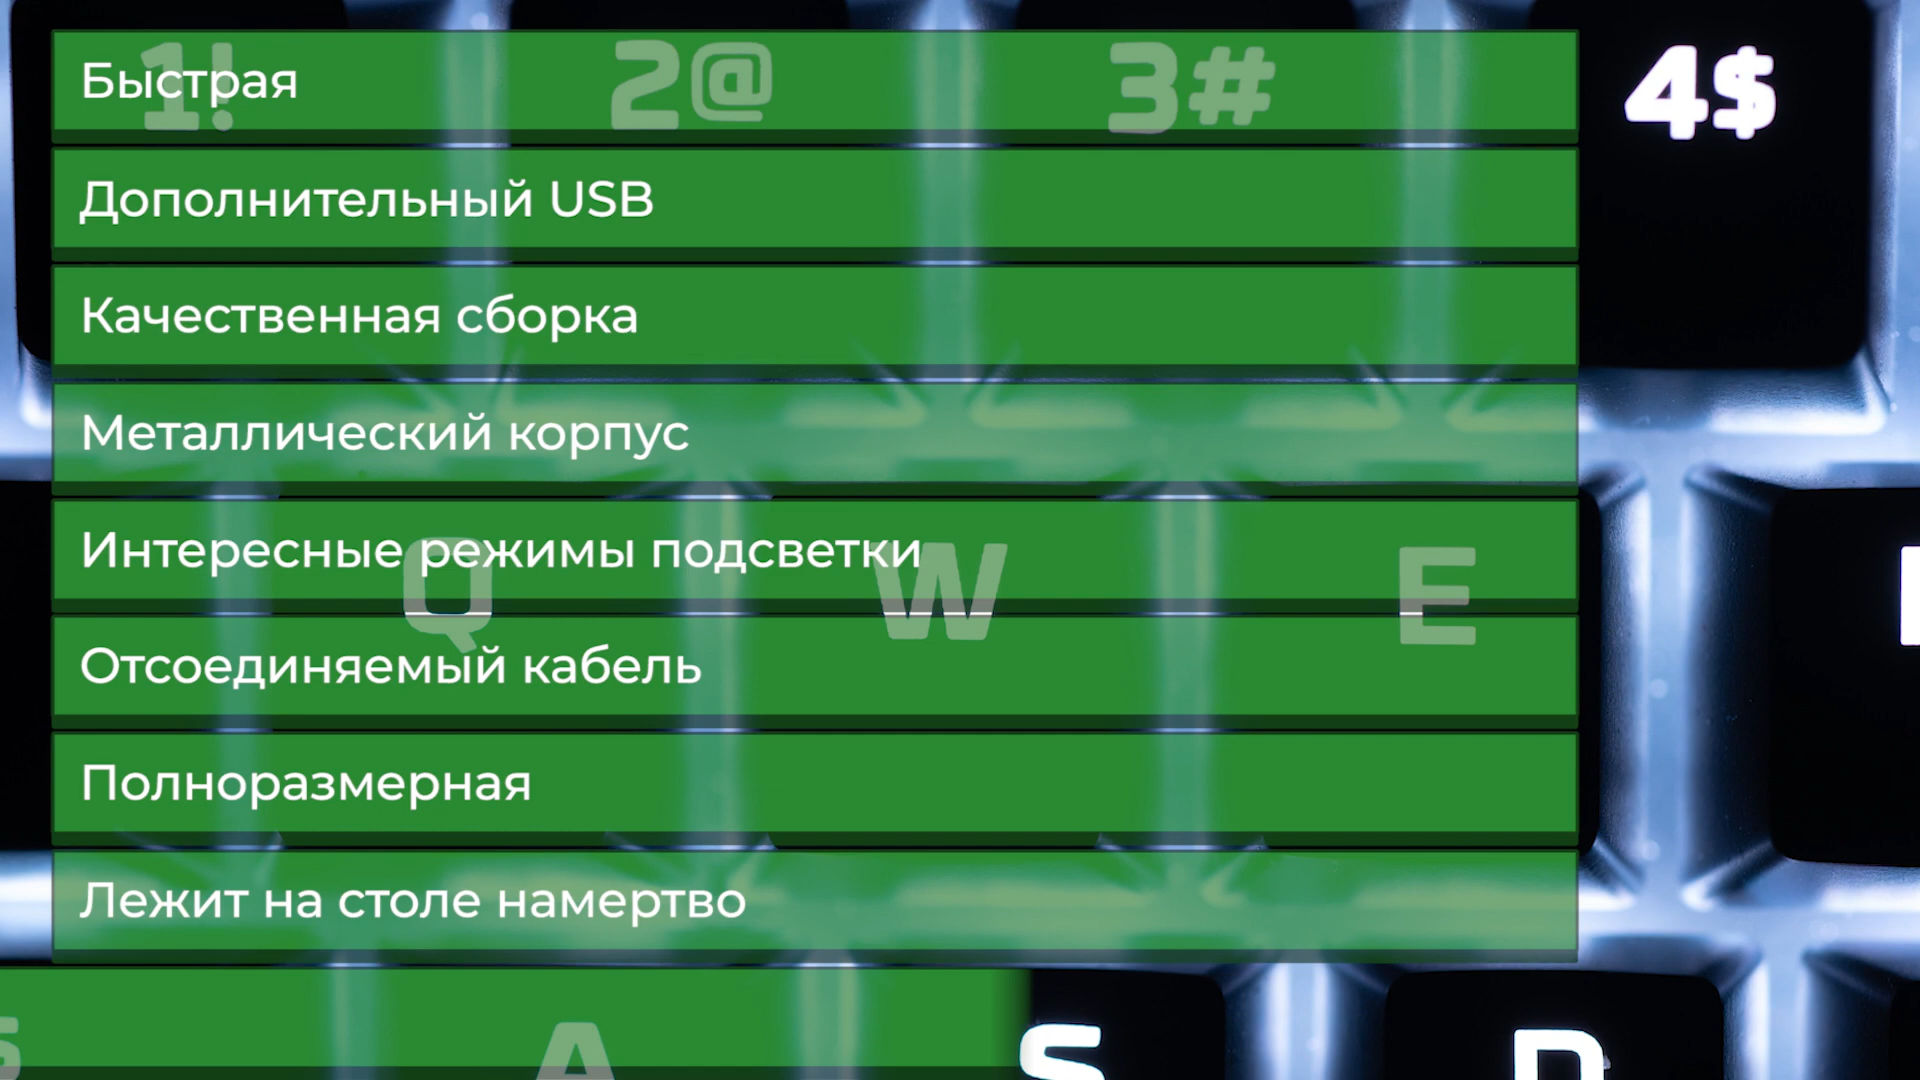 1! 2@ 3# 4$
Быстрая
Дополнительный USB
Качественная сборка
Металлический корпус
Интересные режимы подсветки
Q W E
Отсоединяемый кабель
Полноразмерная
Лежит на столе намертво
A S D